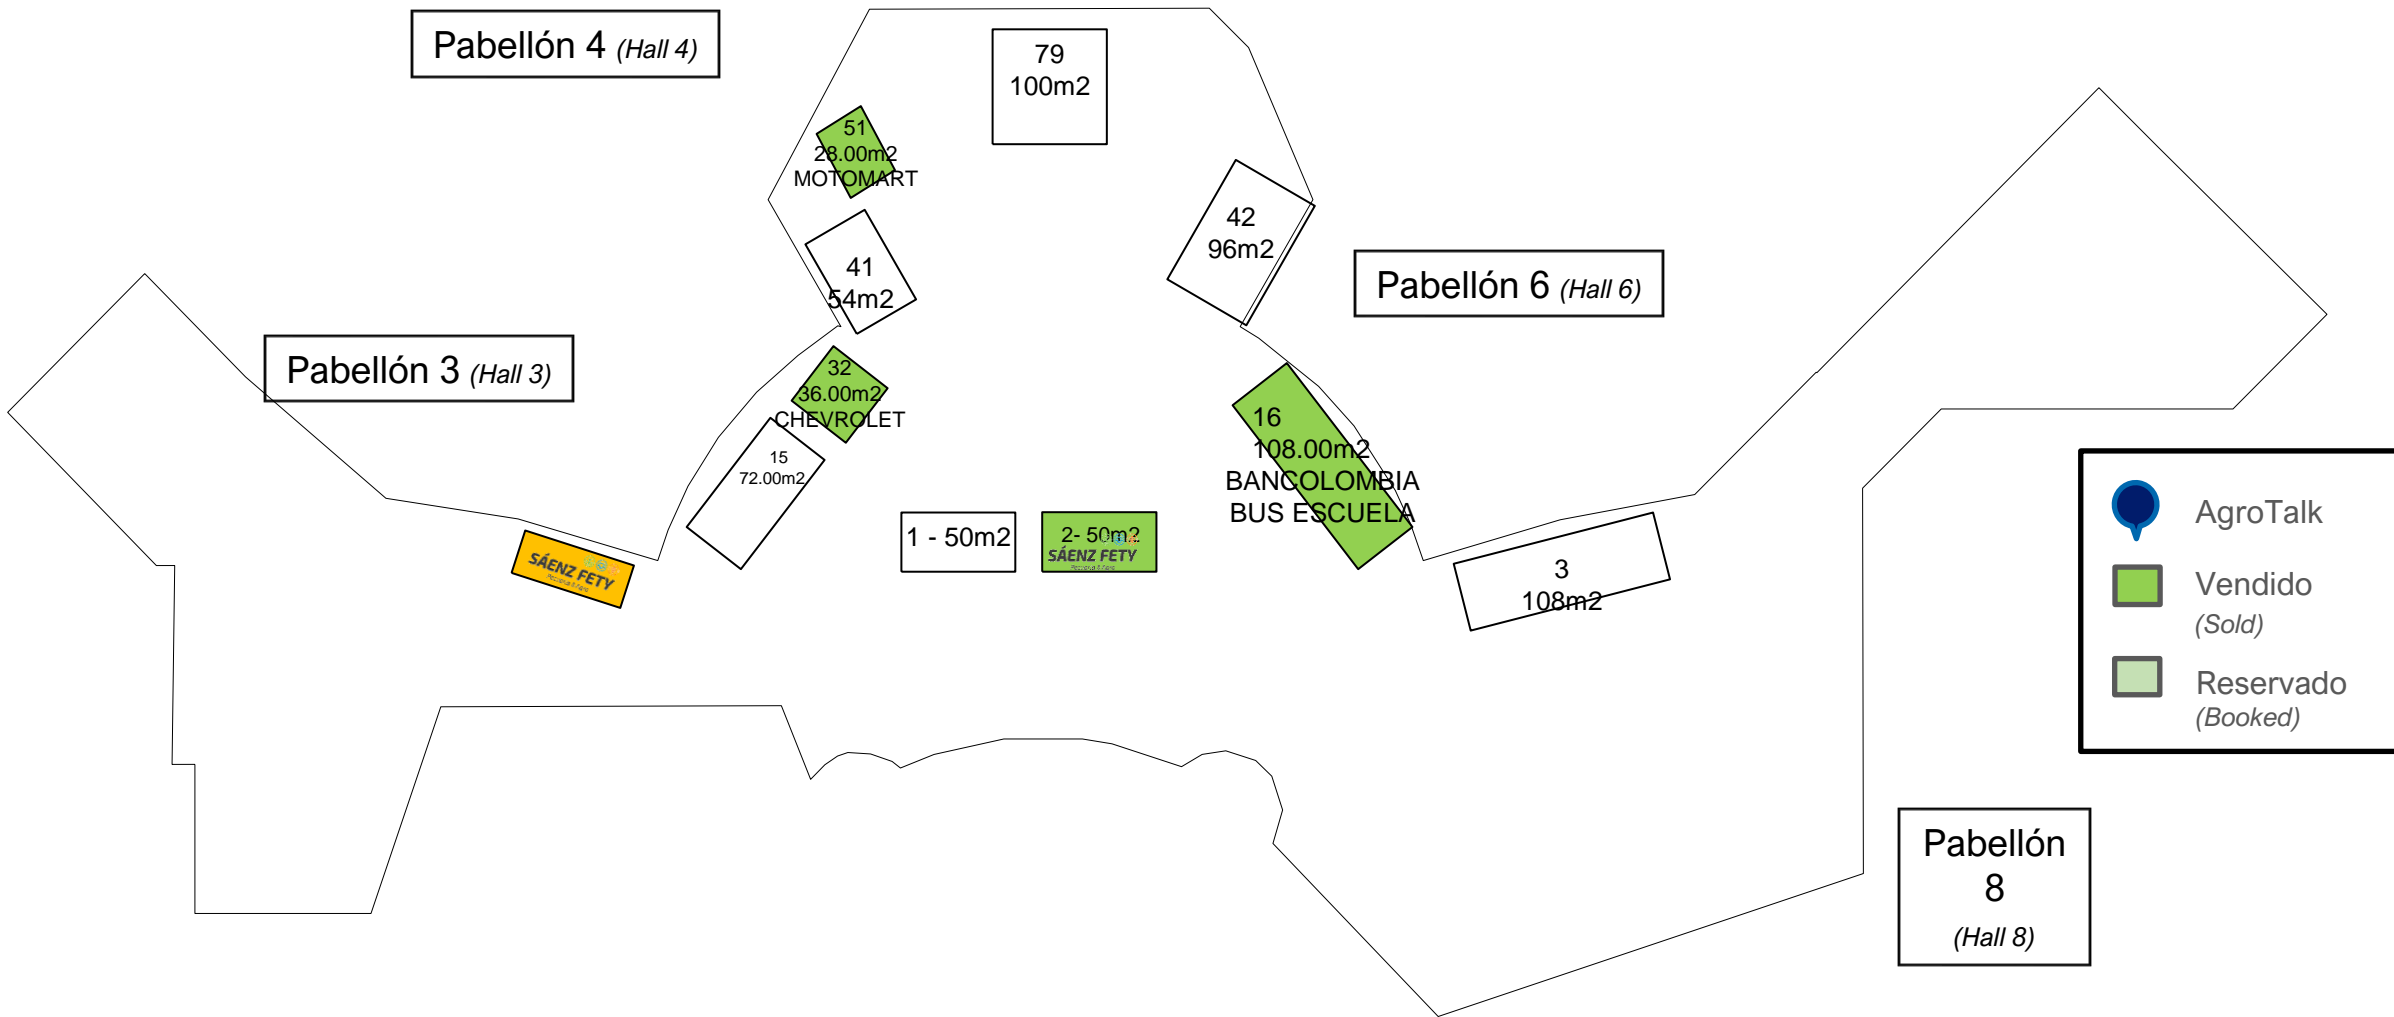 Pabellón 4 (Hall 4)
79
100m2
51
28.00m2
MOTOMART
42
96m2
41
54m2
Pabellón 6 (Hall 6)
Pabellón 3 (Hall 3)
32
36.00m2
CHEVROLET
15
72.00m2
16
108.00m2
BANCOLOMBIA
BUS ESCUELA
1 - 50m2
2- 50m2
SÁENZ FETY
SÁENZ FETY
3
108m2
AgroTalk
Vendido
(Sold)
Reservado
(Booked)
Pabellón
8
(Hall 8)